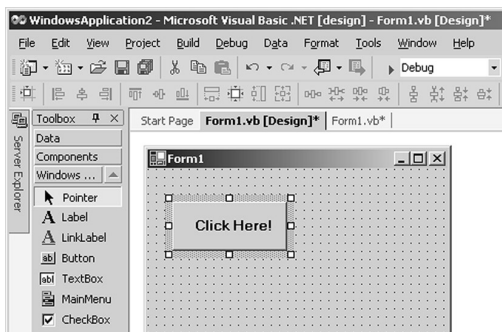 WindowsApplication2 - Microsoft Visual Basic .NET [design] - Form1.vb [Design]*
File Edit View Project Build Debug Data Format Tools Window Help
Debug
Toolbox
Start Page Form1.vb [Design]* Form1.vb*
Server Explorer
Data
Components
Windows ...
Pointer
A Label
A LinkLabel
ab Button
abl TextBox
MainMenu
CheckBox
Form1
Click Here!